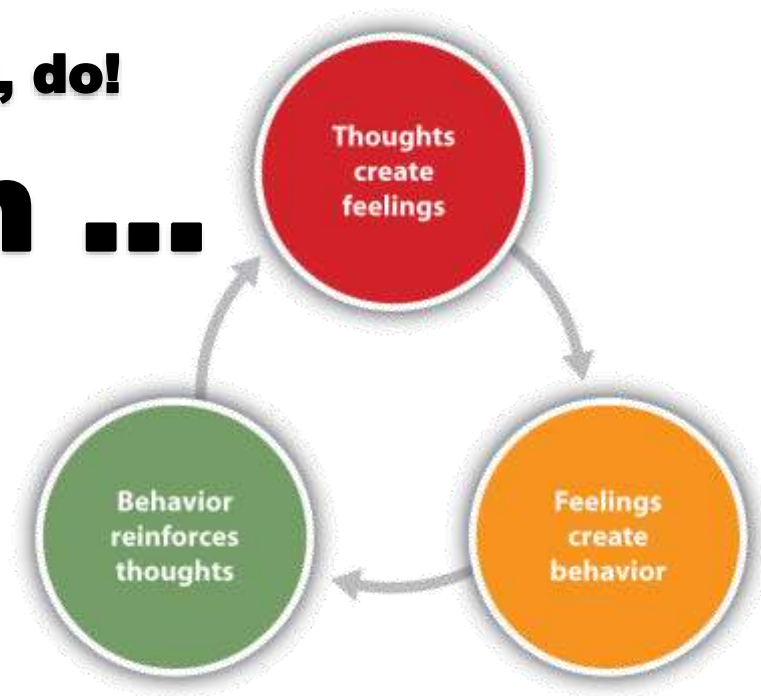 , do!
n ...
Thoughts
create
feelings
Feelings
create
behavior
Behavior
reinforces
thoughts